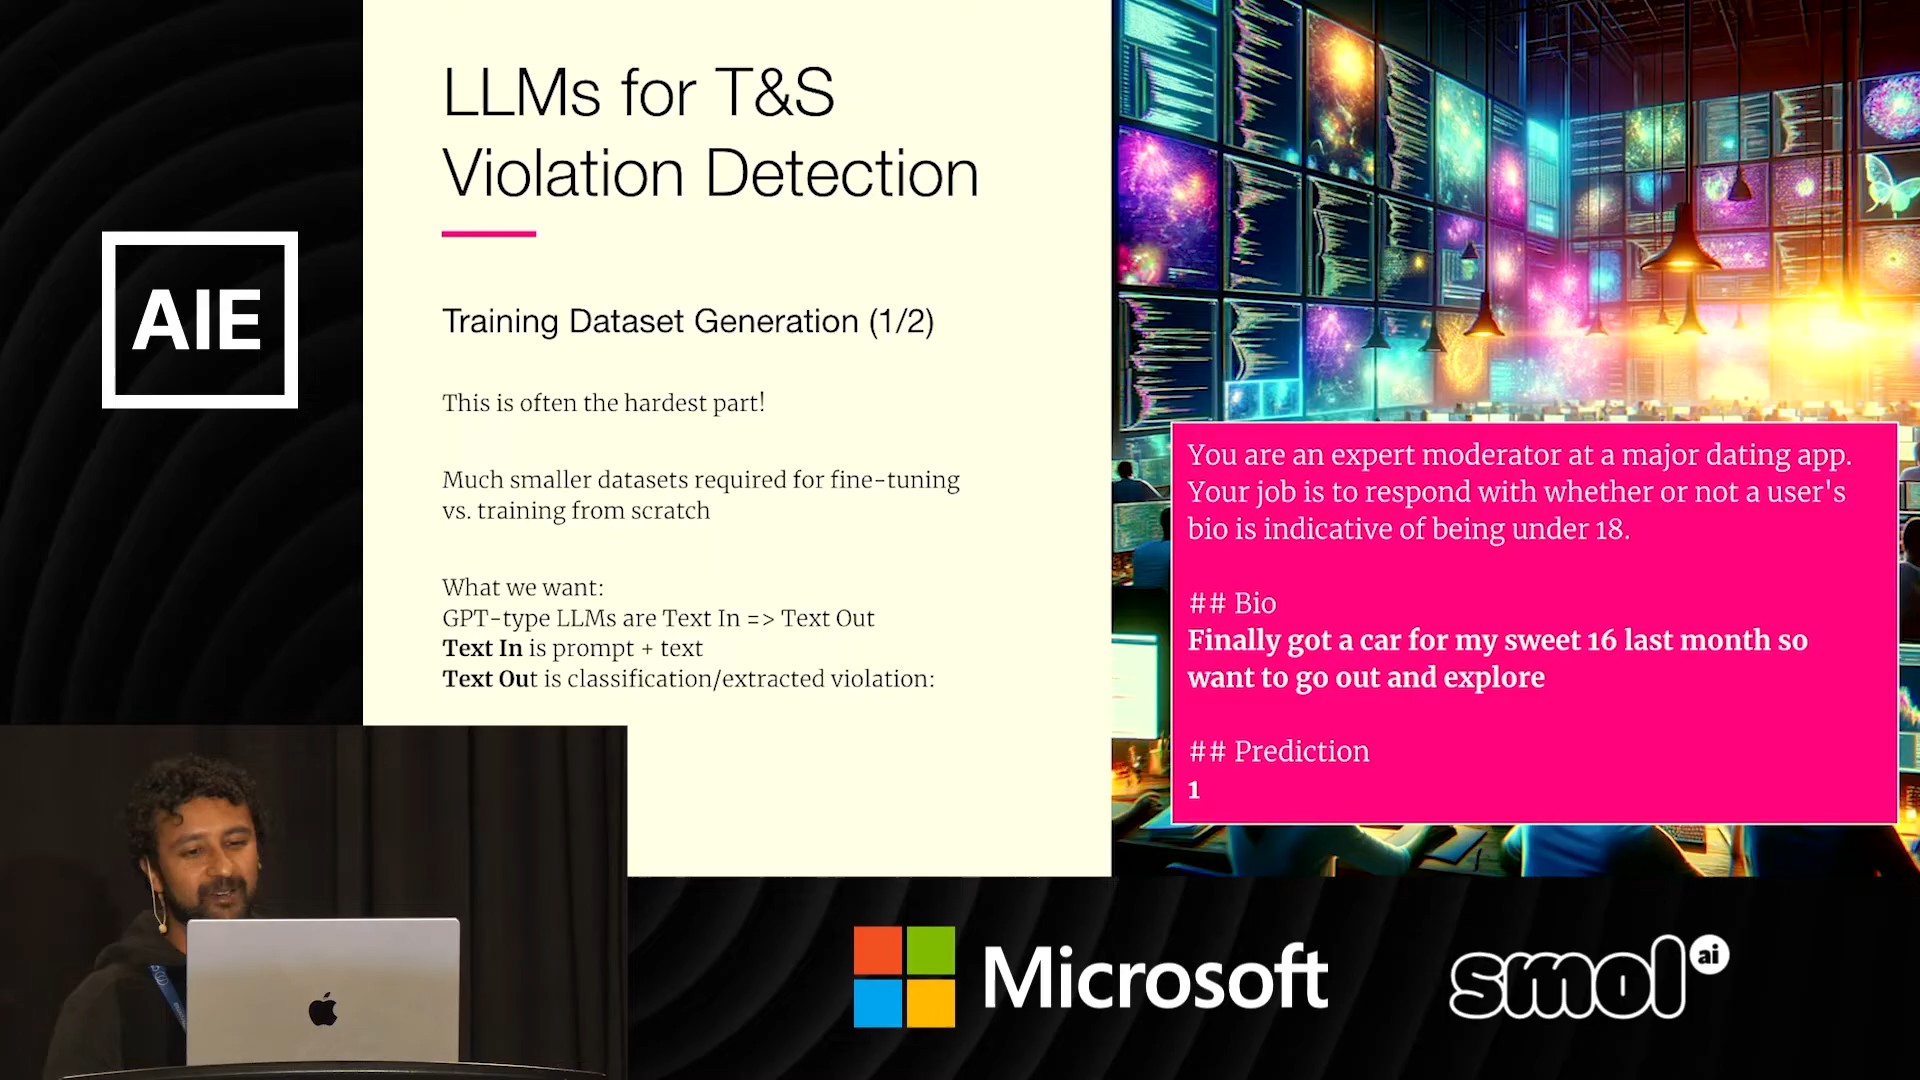 AIE
LLMs for T&S
Violation Detection
Training Dataset Generation (1/2)
This is often the hardest part!
Much smaller datasets required for fine-tuning
vs. training from scratch
What we want:
GPT-type LLMs are Text In => Text Out
Text In is prompt + text
Text Out is classification/extracted violation:
You are an expert moderator at a major dating app.
Your job is to respond with whether or not a user's
bio is indicative of being under 18.
## Bio
Finally got a car for my sweet 16 last month so
want to go out and explore
## Prediction
1
Microsoft
smol ai